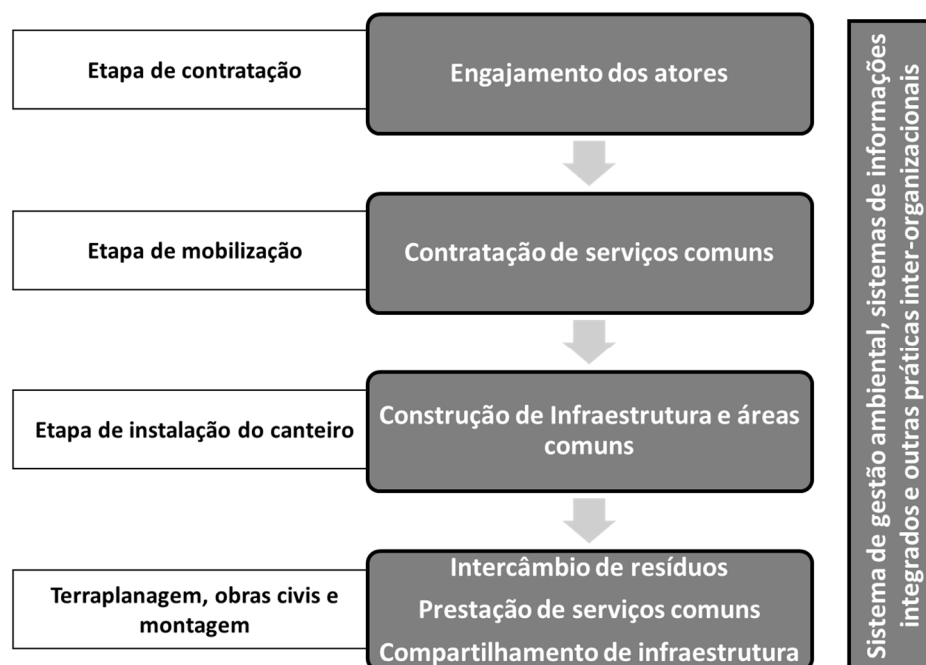 Etapa de contratação
Engajamento dos atores
Etapa de mobilização
Contratação de serviços comuns
Etapa de instalação do canteiro
Construção de Infraestrutura e áreas
comuns
Terraplanagem, obras civis e
montagem
Intercâmbio de resíduos
Prestação de serviços comuns
Compartilhamento de infraestrutura
Sistema de gestão ambiental, sistemas de informações
integrados e outras práticas inter-organizacionais